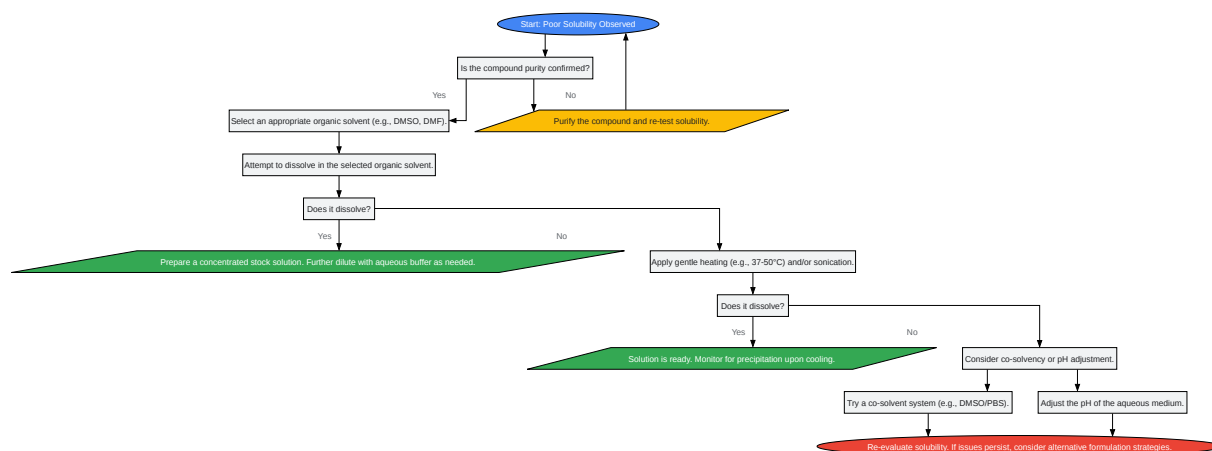 Start: Poor Solubility Observed
Is the compound purity confirmed?
Yes
No
Select an appropriate organic solvent (e.g., DMSO, DMF).
Purify the compound and re-test solubility.
Attempt to dissolve in the selected organic solvent.
Does it dissolve?
Yes
No
Prepare a concentrated stock solution. Further dilute with aqueous buffer as needed.
Apply gentle heating (e.g., 37-50°C) and/or sonication.
Does it dissolve?
Yes
No
Solution is ready. Monitor for precipitation upon cooling.
Consider co-solvency or pH adjustment.
Try a co-solvent system (e.g., DMSO/PBS).
Adjust the pH of the aqueous medium.
Re-evaluate solubility. If issues persist, consider alternative formulation strategies.